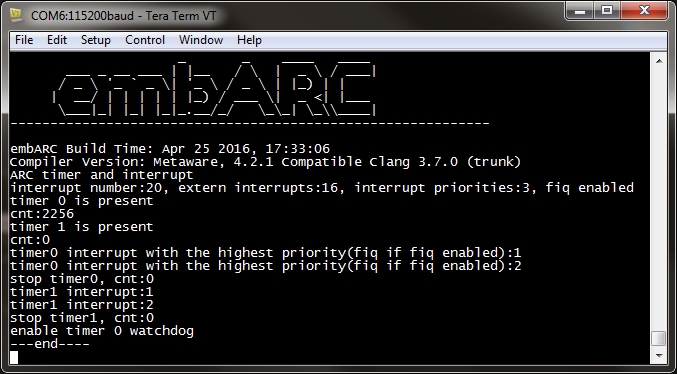 COM6:115200baud - Tera Term VT
File Edit Setup Control Window Help
embARC
------------------------------------------------------------
embARC Build Time: Apr 25 2016, 17:33:06
Compiler Version: Metaware, 4.2.1 Compatible Clang 3.7.0 (trunk)
ARC timer and interrupt
interrupt number:20, extern interrupts:16, interrupt priorities:3, fiq enabled
timer 0 is present
cnt:2256
timer 1 is present
cnt:0
timer0 interrupt with the highest priority(fiq if fiq enabled):1
timer0 interrupt with the highest priority(fiq if fiq enabled):2
stop timer0, cnt:0
timer1 interrupt:1
timer1 interrupt:2
stop timer1, cnt:0
enable timer 0 watchdog
---end----